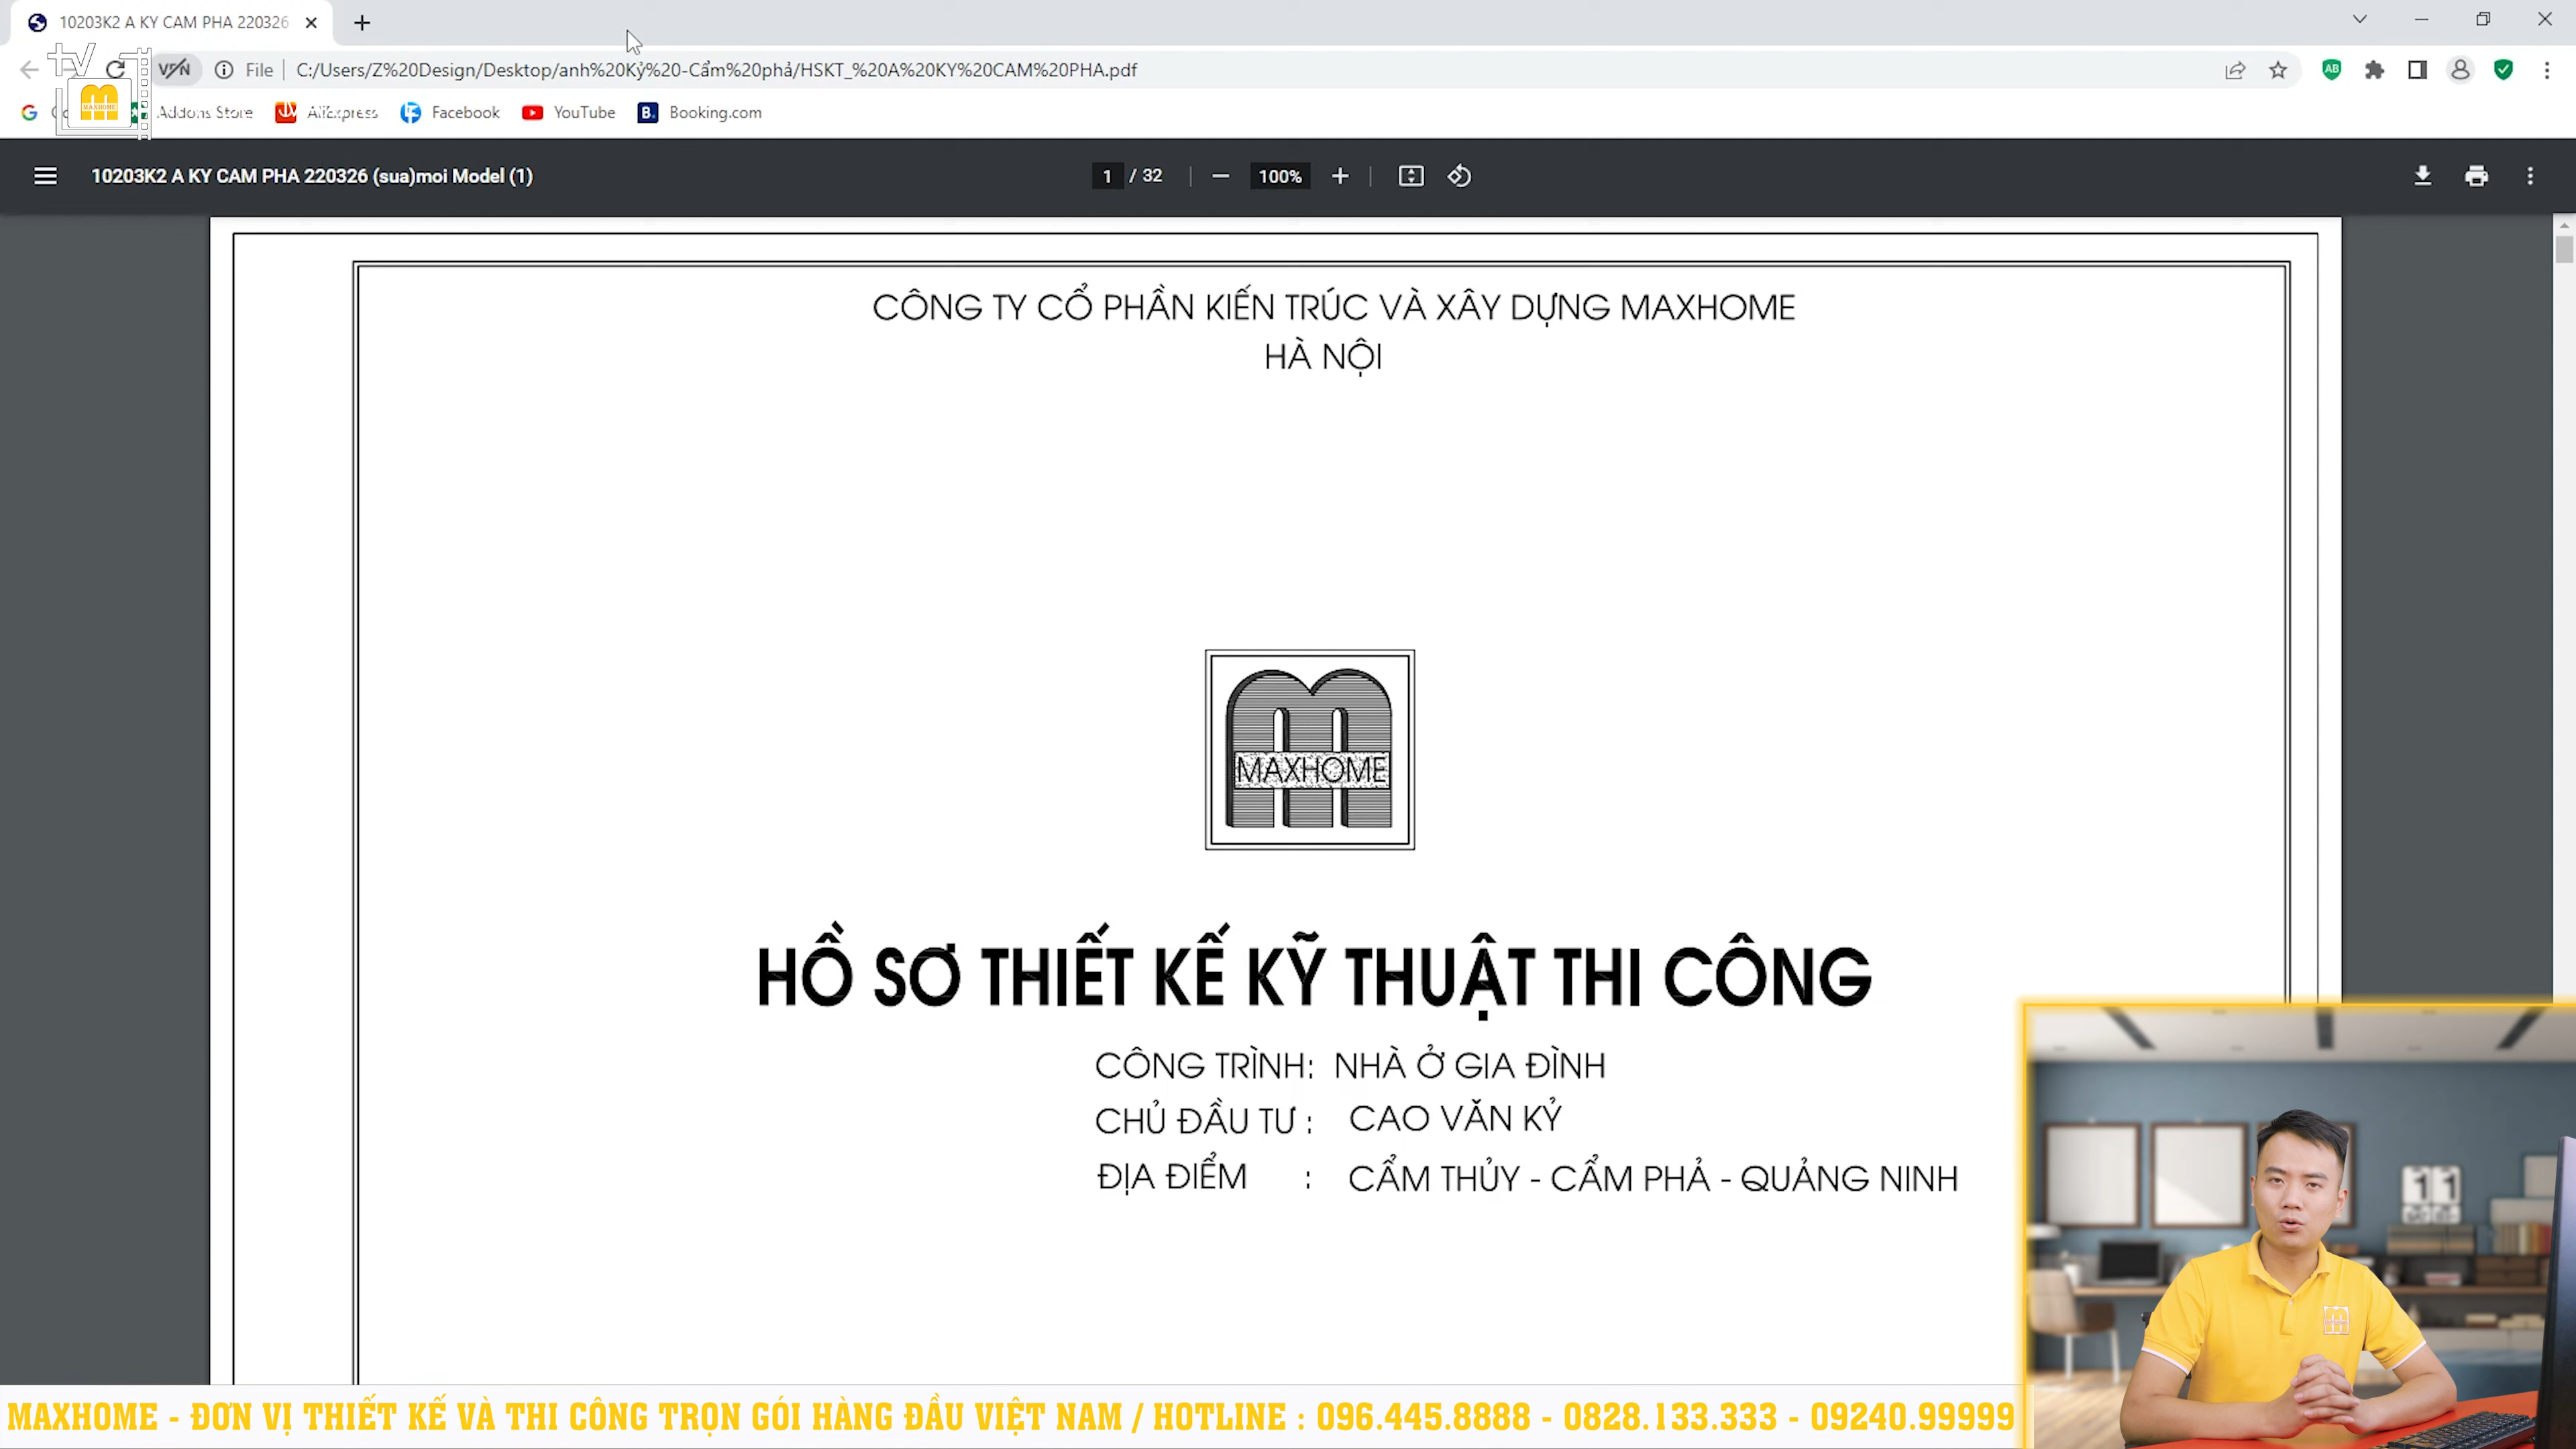 10203K2 A KY CAM PHA 220326
tv
MAXHOME
VPN
File
C:/Users/Z%20Design/Desktop/anh%20Kỷ%20-Cẩm%20phả/HSKT_%20A%20KY%20CAM%20PHA.pdf
Addons Store
AliExpress
Facebook
YouTube
B.
Booking.com
10203K2 A KY CAM PHA 220326 (sua)moi Model (1)
1 / 32
100%
CÔNG TY CỔ PHẦN KIẾN TRÚC VÀ XÂY DỰNG MAXHOME
HÀ NỘI
MAXHOME
HỒ SƠ THIẾT KẾ KỸ THUẬT THI CÔNG
CÔNG TRÌNH: NHÀ Ở GIA ĐÌNH
CHỦ ĐẦU TƯ : CAO VĂN KỶ
ĐỊA ĐIỂM : CẨM THỦY - CẨM PHẢ - QUẢNG NINH
11
MAXHOME - ĐƠN VỊ THIẾT KẾ VÀ THI CÔNG TRỌN GÓI HÀNG ĐẦU VIỆT NAM / HOTLINE : 096.445.8888 - 0828.133.333 - 09240.99999